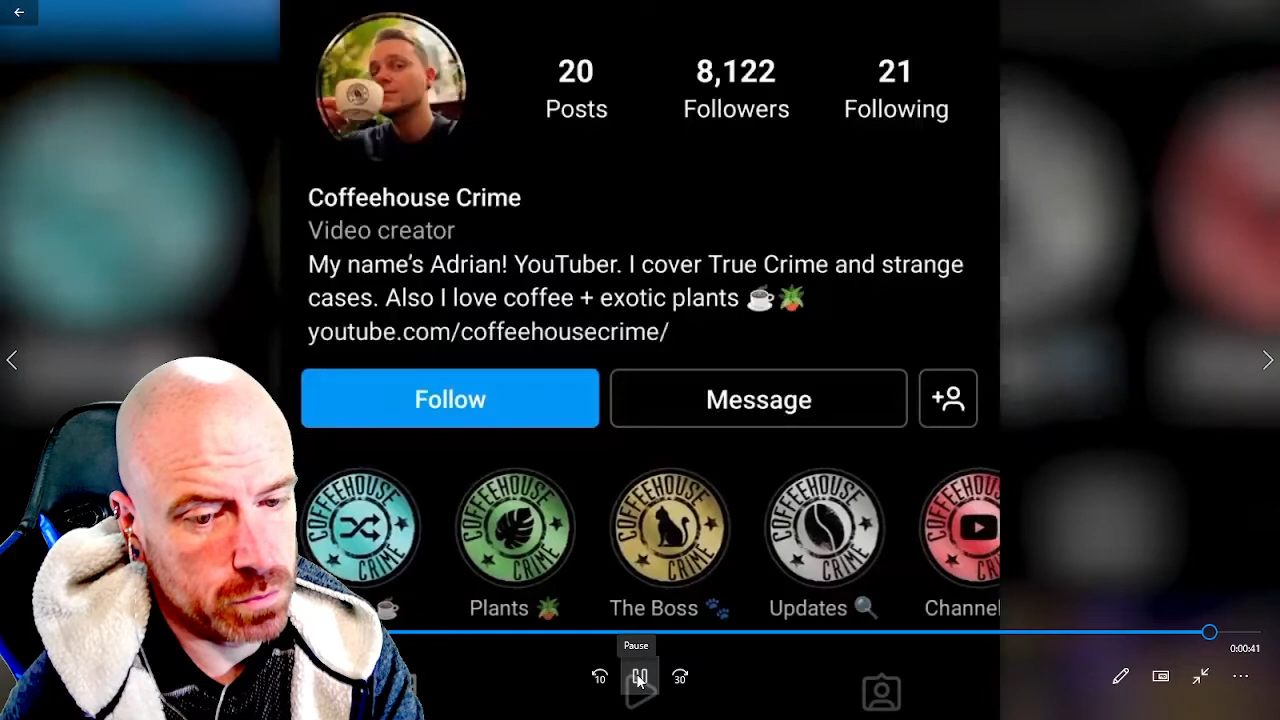 20 8,122 21
Posts Followers Following
Coffeehouse Crime
Video creator
My name's Adrian! YouTuber. I cover True Crime and strange
cases. Also I love coffee + exotic plants ☕🪴
youtube.com/coffeehousecrime/
Follow Message
COFFEEHOUSE CRIME COFFEEHOUSE CRIME COFFEEHOUSE CRIME COFFEEHOUSE CRIME COFFEEHOUSE CRIME
☕ Plants 🪴 The Boss 🐾 Updates 🔍 Channel
Pause
0:00:41
10 30